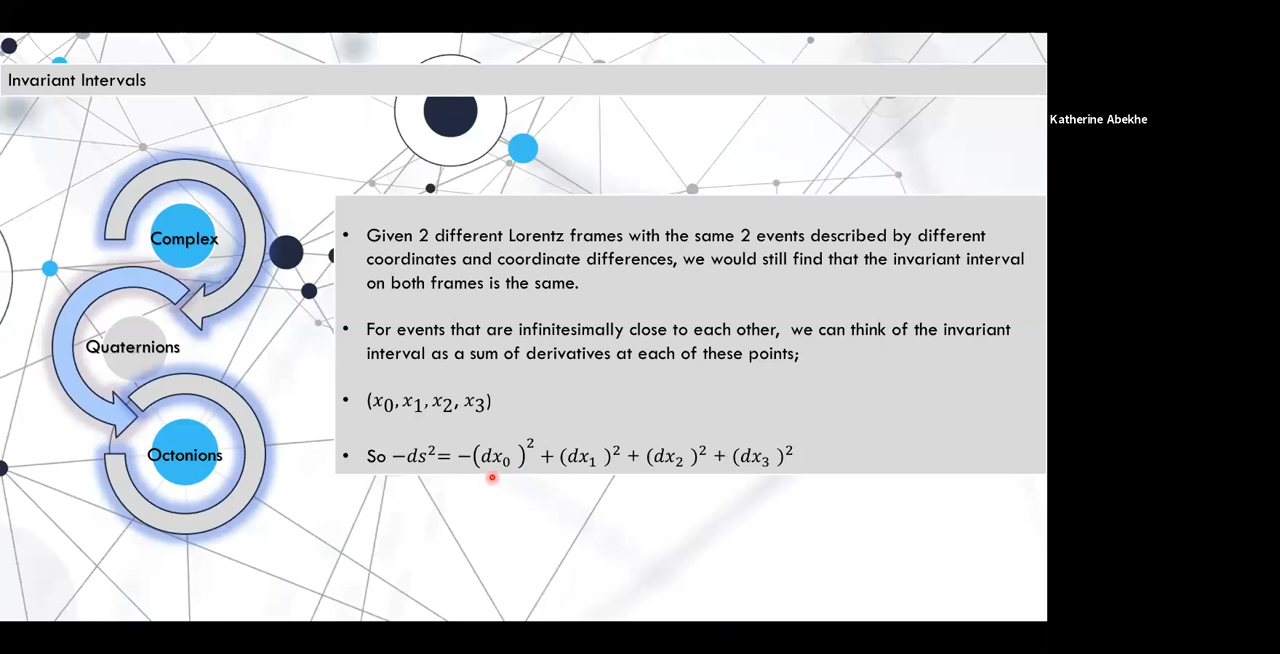 Invariant Intervals
Katherine Abekhe
Complex
Quaternions
Octonions
• Given 2 different Lorentz frames with the same 2 events described by different
coordinates and coordinate differences, we would still find that the invariant interval
on both frames is the same.
• For events that are infinitesimally close to each other, we can think of the invariant
interval as a sum of derivatives at each of these points;
• (x₀, x₁, x₂, x₃)
• So −ds²= −(dx₀ )² + (dx₁ )² + (dx₂ )² + (dx₃ )²